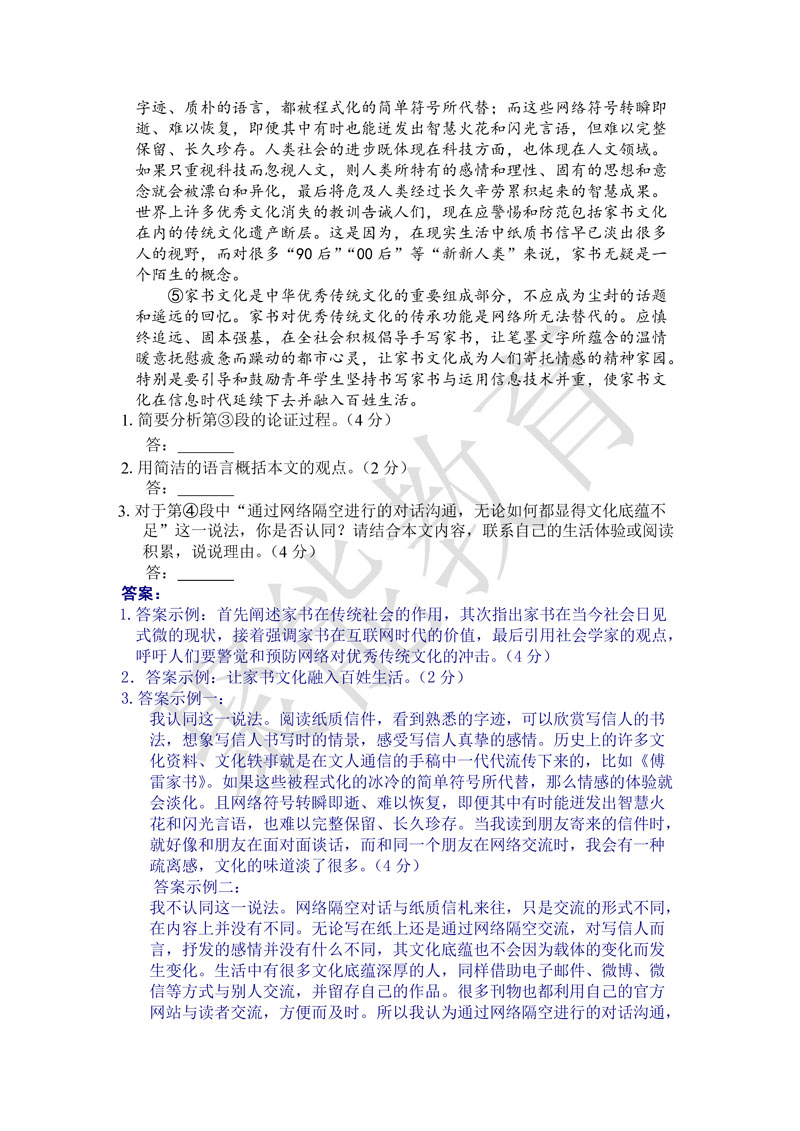 字迹、质朴的语言，都被程式化的简单符号所代替；而这些网络符号转瞬即
逝、难以恢复，即便其中有时也能迸发出智慧火花和闪光言语，但难以完整
保留、长久珍存。人类社会的进步既体现在科技方面，也体现在人文领域。
如果只重视科技而忽视人文，则人类所特有的感情和理性、固有的思想和意
念就会被漂白和异化，最后将危及人类经过长久辛劳累积起来的智慧成果。
世界上许多优秀文化消失的教训告诫人们，现在应警惕和防范包括家书文化
在内的传统文化遗产断层。这是因为，在现实生活中纸质书信早已淡出很多
人的视野，而对很多“90 后”“00 后”等“新新人类”来说，家书无疑是一
个陌生的概念。
⑤家书文化是中华优秀传统文化的重要组成部分，不应成为尘封的话题
和遥远的回忆。家书对优秀传统文化的传承功能是网络所无法替代的。应慎
终追远、固本强基，在全社会积极倡导手写家书，让笔墨文字所蕴含的温情
暖意抚慰疲惫而躁动的都市心灵，让家书文化成为人们寄托情感的精神家园。
特别是要引导和鼓励青年学生坚持书写家书与运用信息技术并重，使家书文
化在信息时代延续下去并融入百姓生活。
1. 简要分析第③段的论证过程。（4 分）
答：_______
2. 用简洁的语言概括本文的观点。（2 分）
答：_______
3. 对于第④段中“通过网络隔空进行的对话沟通，无论如何都显得文化底蕴不
足”这一说法，你是否认同？请结合本文内容，联系自己的生活体验或阅读
积累，说说理由。（4 分）
答：_______
答案：
1. 答案示例：首先阐述家书在传统社会的作用，其次指出家书在当今社会日见
式微的现状，接着强调家书在互联网时代的价值，最后引用社会学家的观点，
呼吁人们要警觉和预防网络对优秀传统文化的冲击。（4 分）
2．答案示例：让家书文化融入百姓生活。（2 分）
3. 答案示例一：
我认同这一说法。阅读纸质信件，看到熟悉的字迹，可以欣赏写信人的书
法，想象写信人书写时的情景，感受写信人真挚的感情。历史上的许多文
化资料、文化轶事就是在文人通信的手稿中一代代流传下来的，比如《傅
雷家书》。如果这些被程式化的冰冷的简单符号所代替，那么情感的体验就
会淡化。且网络符号转瞬即逝、难以恢复，即便其中有时能迸发出智慧火
花和闪光言语，也难以完整保留、长久珍存。当我读到朋友寄来的信件时，
就好像和朋友在面对面谈话，而和同一个朋友在网络交流时，我会有一种
疏离感，文化的味道淡了很多。（4 分）
答案示例二：
我不认同这一说法。网络隔空对话与纸质信札来往，只是交流的形式不同，
在内容上并没有不同。无论写在纸上还是通过网络隔空交流，对写信人而
言，抒发的感情并没有什么不同，其文化底蕴也不会因为载体的变化而发
生变化。生活中有很多文化底蕴深厚的人，同样借助电子邮件、微博、微
信等方式与别人交流，并留存自己的作品。很多刊物也都利用自己的官方
网站与读者交流，方便而及时。所以我认为通过网络隔空进行的对话沟通，
聚能教育